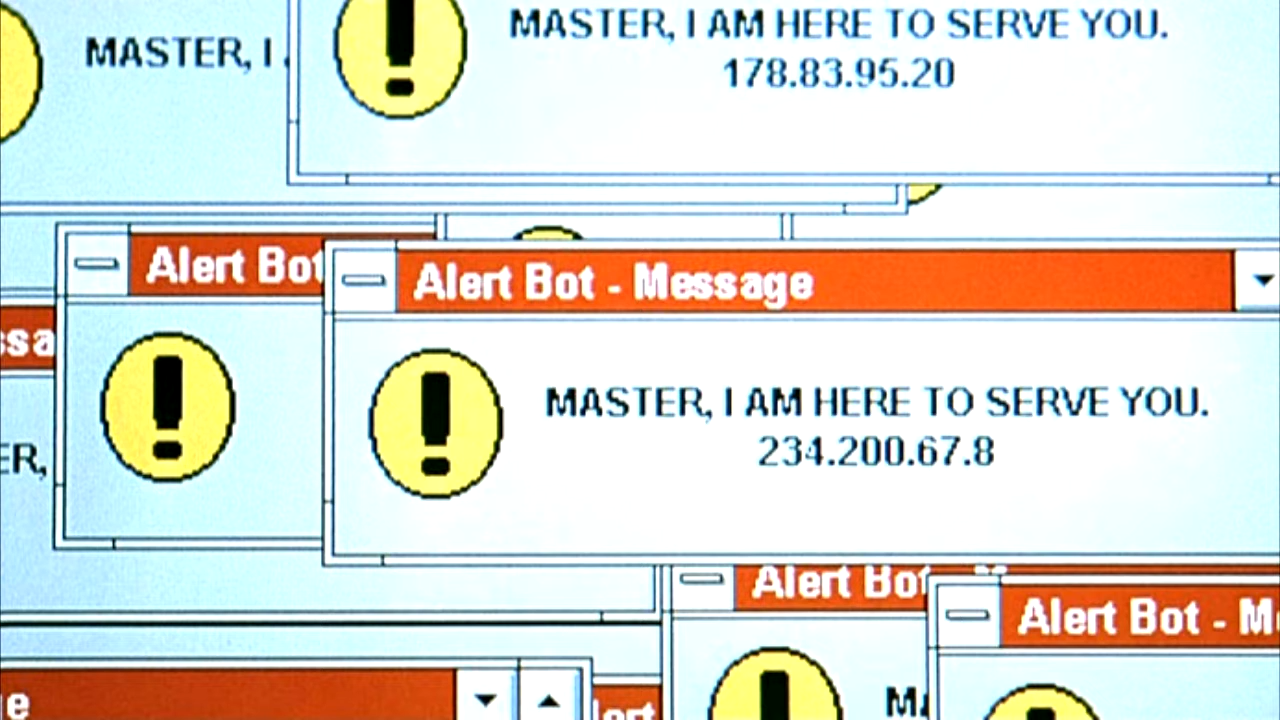 MASTER, I AM HERE TO SERVE YOU.
178.83.95.20
MASTER, I
Alert Bot
Alert Bot - Message
MASTER, I AM HERE TO SERVE YOU.
234.200.67.8
Alert Bot
Alert Bot - M